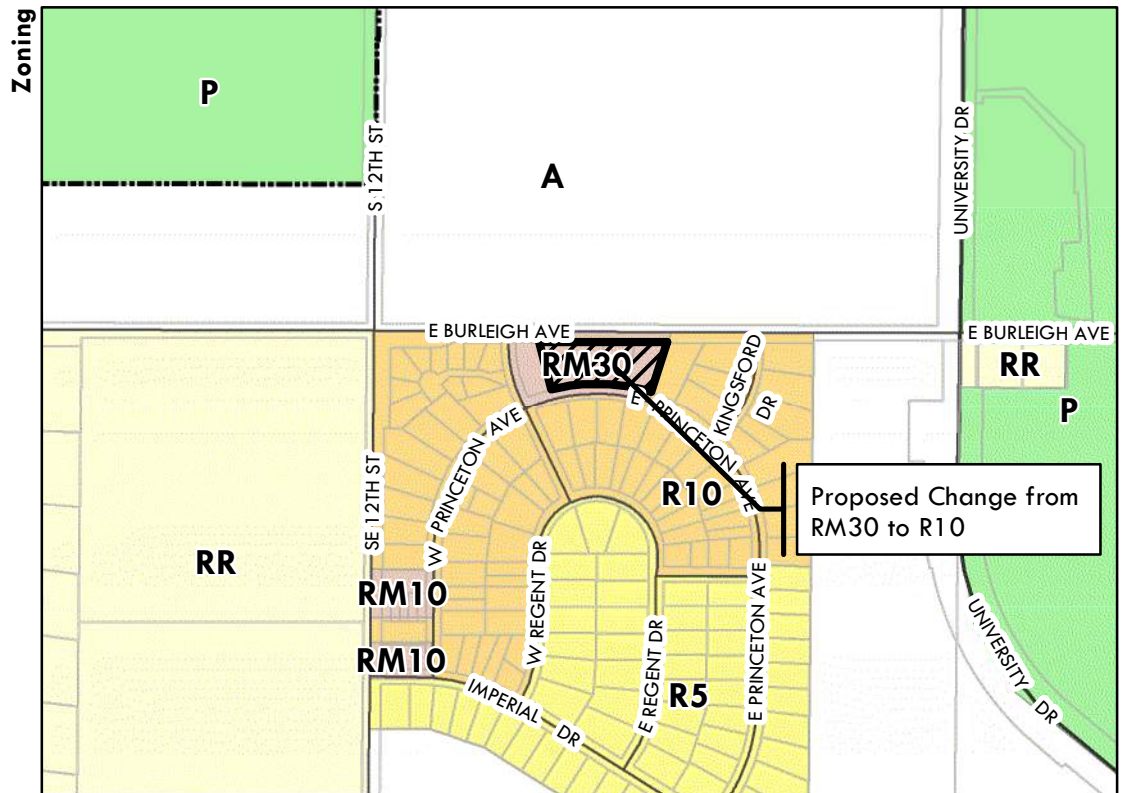 Zoning
P
S 12TH ST
A
UNIVERSITY DR
E BURLEIGH AVE
E BURLEIGH AVE
RM30
RR
P
KINGSFORD
DR
E PRINCETON AVE
W PRINCETON AVE
R10
Proposed Change from
RM30 to R10
SE 12TH ST
RR
RM10
RM10
W REGENT DR
E REGENT DR
E PRINCETON AVE
R5
IMPERIAL DR
UNIVERSITY DR